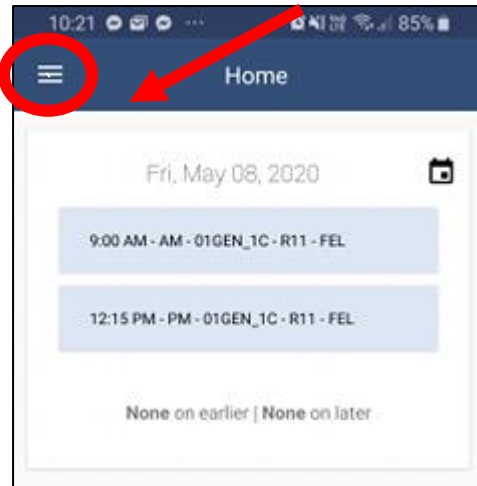 10:21 ... 85%
Home
Fri, May 08, 2020
9:00 AM - AM - 01GEN_1C - R11 - FEL
12:15 PM - PM - 01GEN_1C - R11 - FEL
None on earlier | None on later